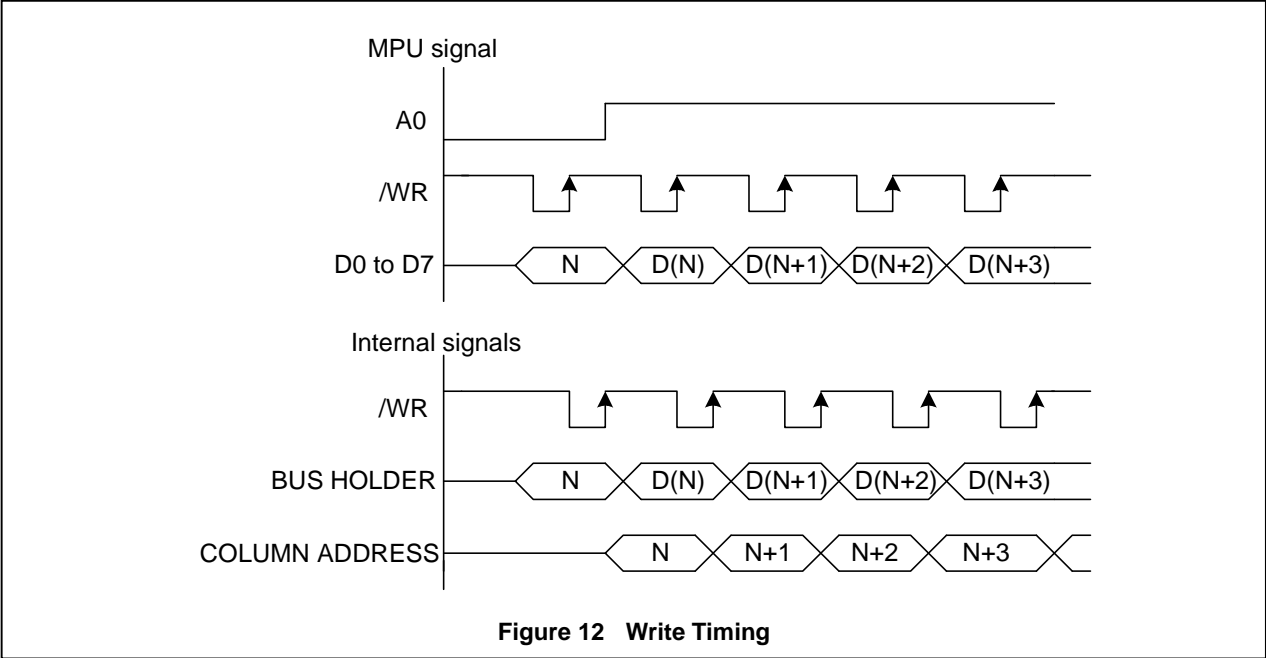 MPU signal
A0
/WR
D0 to D7 N D(N) D(N+1) D(N+2) D(N+3)
Internal signals
/WR
BUS HOLDER N D(N) D(N+1) D(N+2) D(N+3)
COLUMN ADDRESS N N+1 N+2 N+3
Figure 12 Write Timing